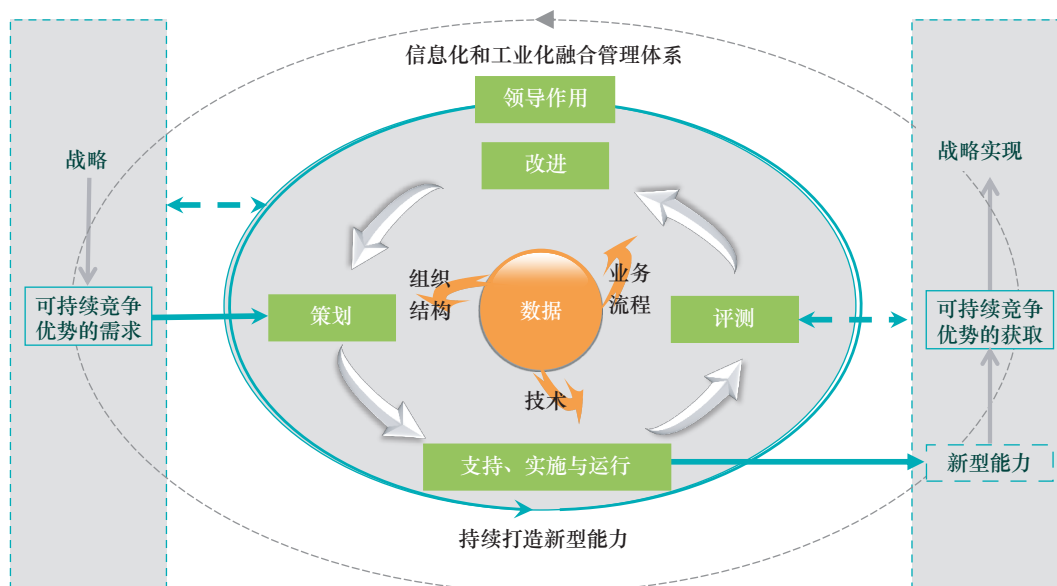 信息化和工业化融合管理体系
领导作用
改进
战略
战略实现
组织
结构
数据
业务
流程
可持续竞争
优势的需求
策划
评测
可持续竞争
优势的获取
技术
支持、实施与运行
新型能力
持续打造新型能力